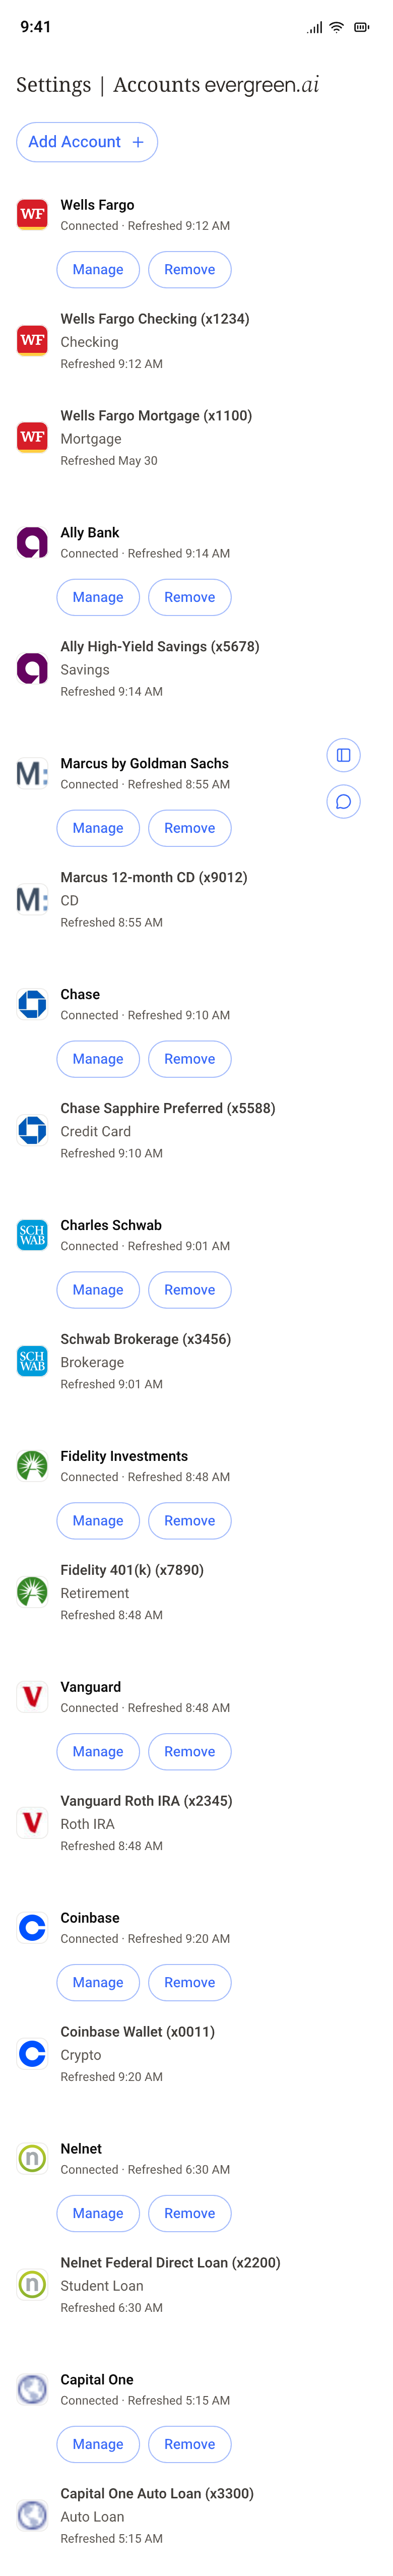 9:41
Settings | Accounts evergreen.ai
Add Account +
WF
Wells Fargo
Connected · Refreshed 9:12 AM
Manage Remove
Wells Fargo Checking (x1234)
WF
Checking
Refreshed 9:12 AM
Wells Fargo Mortgage (x1100)
WF
Mortgage
Refreshed May 30
Ally Bank
Connected · Refreshed 9:14 AM
Manage Remove
Ally High-Yield Savings (x5678)
Savings
Refreshed 9:14 AM
M:
Marcus by Goldman Sachs
Connected · Refreshed 8:55 AM
Manage Remove
Marcus 12-month CD (x9012)
M:
CD
Refreshed 8:55 AM
Chase
Connected · Refreshed 9:10 AM
Manage Remove
Chase Sapphire Preferred (x5588)
Credit Card
Refreshed 9:10 AM
SCH
WAB
Charles Schwab
Connected · Refreshed 9:01 AM
Manage Remove
Schwab Brokerage (x3456)
SCH
WAB
Brokerage
Refreshed 9:01 AM
Fidelity Investments
Connected · Refreshed 8:48 AM
Manage Remove
Fidelity 401(k) (x7890)
Retirement
Refreshed 8:48 AM
V
Vanguard
Connected · Refreshed 8:48 AM
Manage Remove
Vanguard Roth IRA (x2345)
V
Roth IRA
Refreshed 8:48 AM
Coinbase
Connected · Refreshed 9:20 AM
Manage Remove
Coinbase Wallet (x0011)
Crypto
Refreshed 9:20 AM
n
Nelnet
Connected · Refreshed 6:30 AM
Manage Remove
Nelnet Federal Direct Loan (x2200)
n
Student Loan
Refreshed 6:30 AM
Capital One
Connected · Refreshed 5:15 AM
Manage Remove
Capital One Auto Loan (x3300)
Auto Loan
Refreshed 5:15 AM